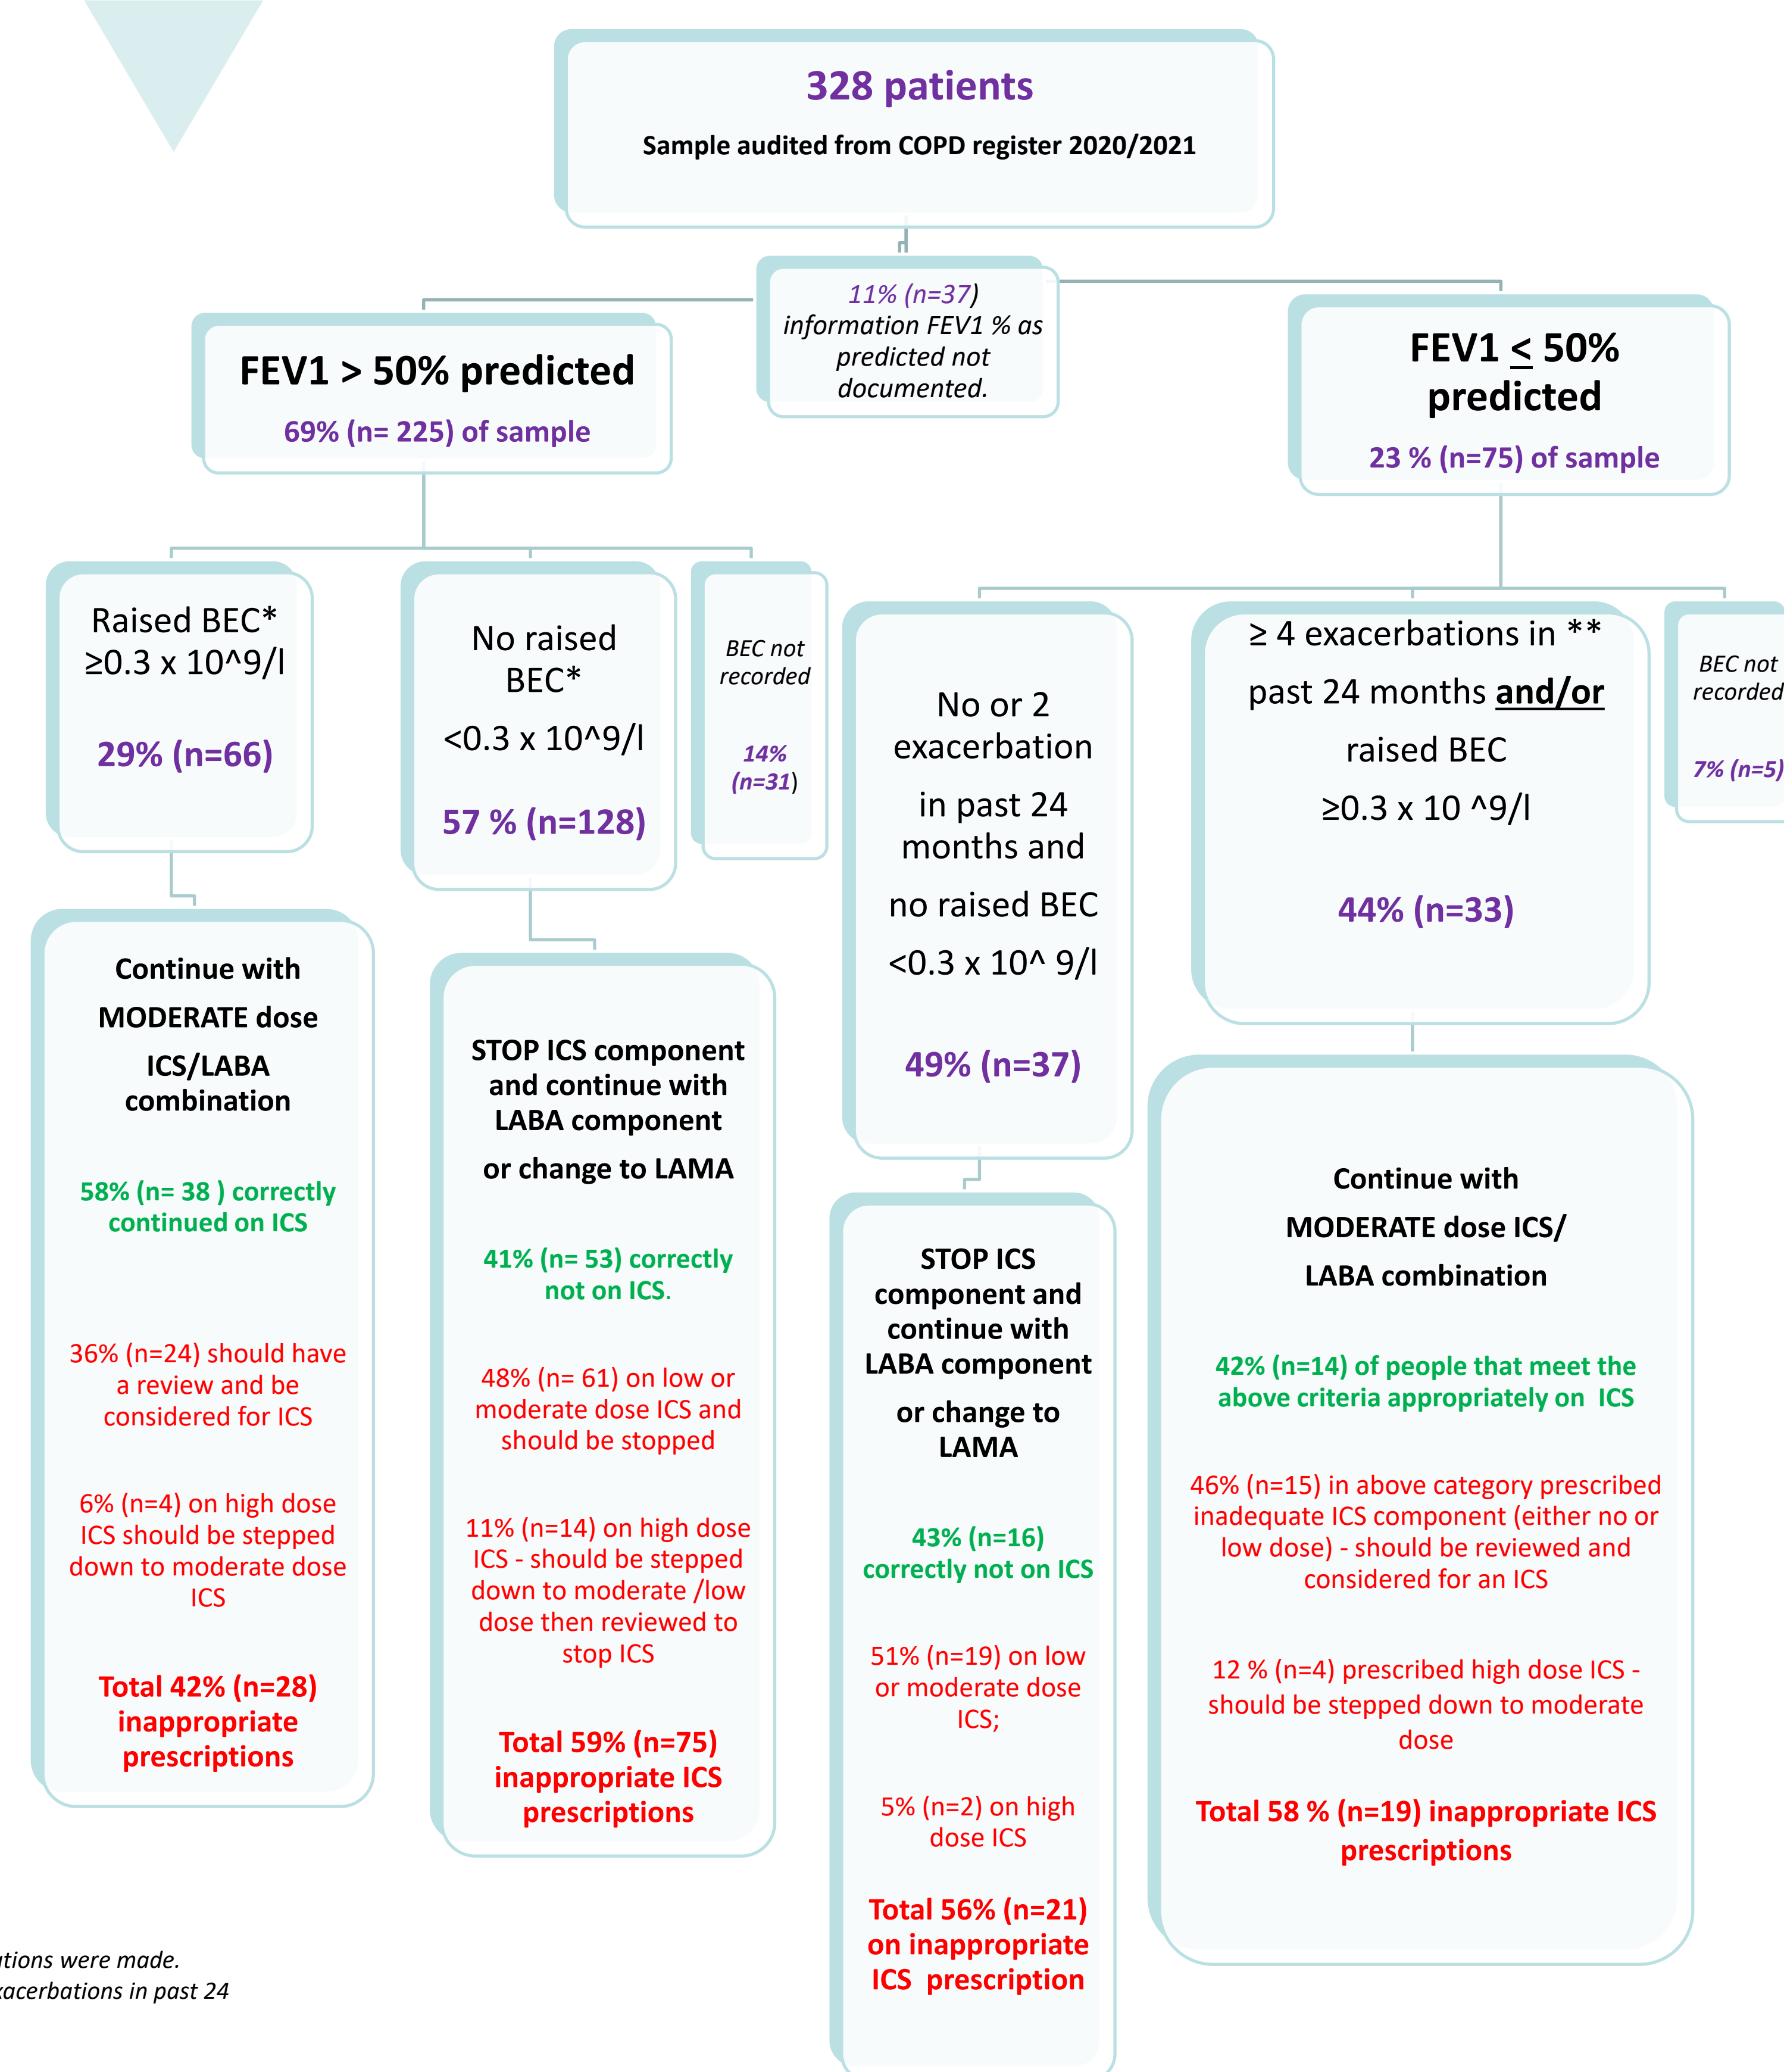 328 patients
Sample audited from COPD register 2020/2021
11% (n=37)
information FEV1 % as
predicted not
documented.
FEV1 > 50% predicted
69% (n= 225) of sample
FEV1 ≤ 50%
predicted
23 % (n=75) of sample
Raised BEC*
≥0.3 x 10^9/l
29% (n=66)
No raised
BEC*
<0.3 x 10^9/l
57 % (n=128)
BEC not
recorded
14%
(n=31)
No or 2
exacerbation
in past 24
months and
no raised BEC
<0.3 x 10^ 9/l
49% (n=37)
≥ 4 exacerbations in **
past 24 months and/or
raised BEC
≥0.3 x 10 ^9/l
44% (n=33)
BEC not
recorded
7% (n=5)
Continue with
MODERATE dose
ICS/LABA
combination
58% (n= 38 ) correctly
continued on ICS
36% (n=24) should have
a review and be
considered for ICS
6% (n=4) on high dose
ICS should be stepped
down to moderate dose
ICS
Total 42% (n=28)
inappropriate
prescriptions
STOP ICS component
and continue with
LABA component
or change to LAMA
41% (n= 53) correctly
not on ICS.
48% (n= 61) on low or
moderate dose ICS and
should be stopped
11% (n=14) on high dose
ICS - should be stepped
down to moderate /low
dose then reviewed to
stop ICS
Total 59% (n=75)
inappropriate ICS
prescriptions
STOP ICS
component and
continue with
LABA component
or change to
LAMA
43% (n=16)
correctly not on ICS
51% (n=19) on low
or moderate dose
ICS;
5% (n=2) on high
dose ICS
Total 56% (n=21)
on inappropriate
ICS prescription
Continue with
MODERATE dose ICS/
LABA combination
42% (n=14) of people that meet the
above criteria appropriately on ICS
46% (n=15) in above category prescribed
inadequate ICS component (either no or
low dose) - should be reviewed and
considered for an ICS
12 % (n=4) prescribed high dose ICS -
should be stepped down to moderate
dose
Total 58 % (n=19) inappropriate ICS
prescriptions
were made.
in past 24